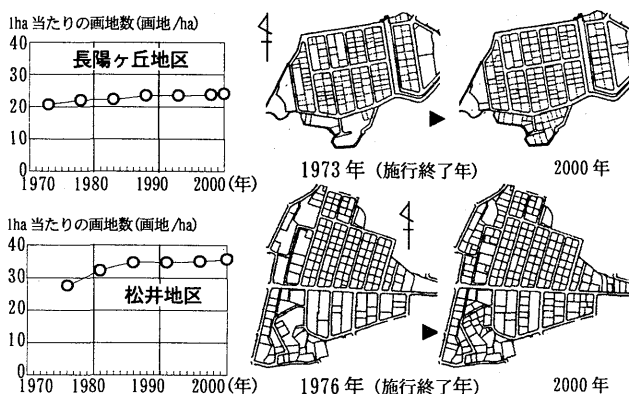 1ha当たりの画地数(画地/ha)
40
30
20
10
0
長陽ヶ丘地区
1970 1980 1990 2000(年)
1973年 (施行終了年) 2000年
1ha当たりの画地数(画地/ha)
40
35
30
20
10
0
松井地区
1970 1980 1990 2000(年)
1976年 (施行終了年) 2000年